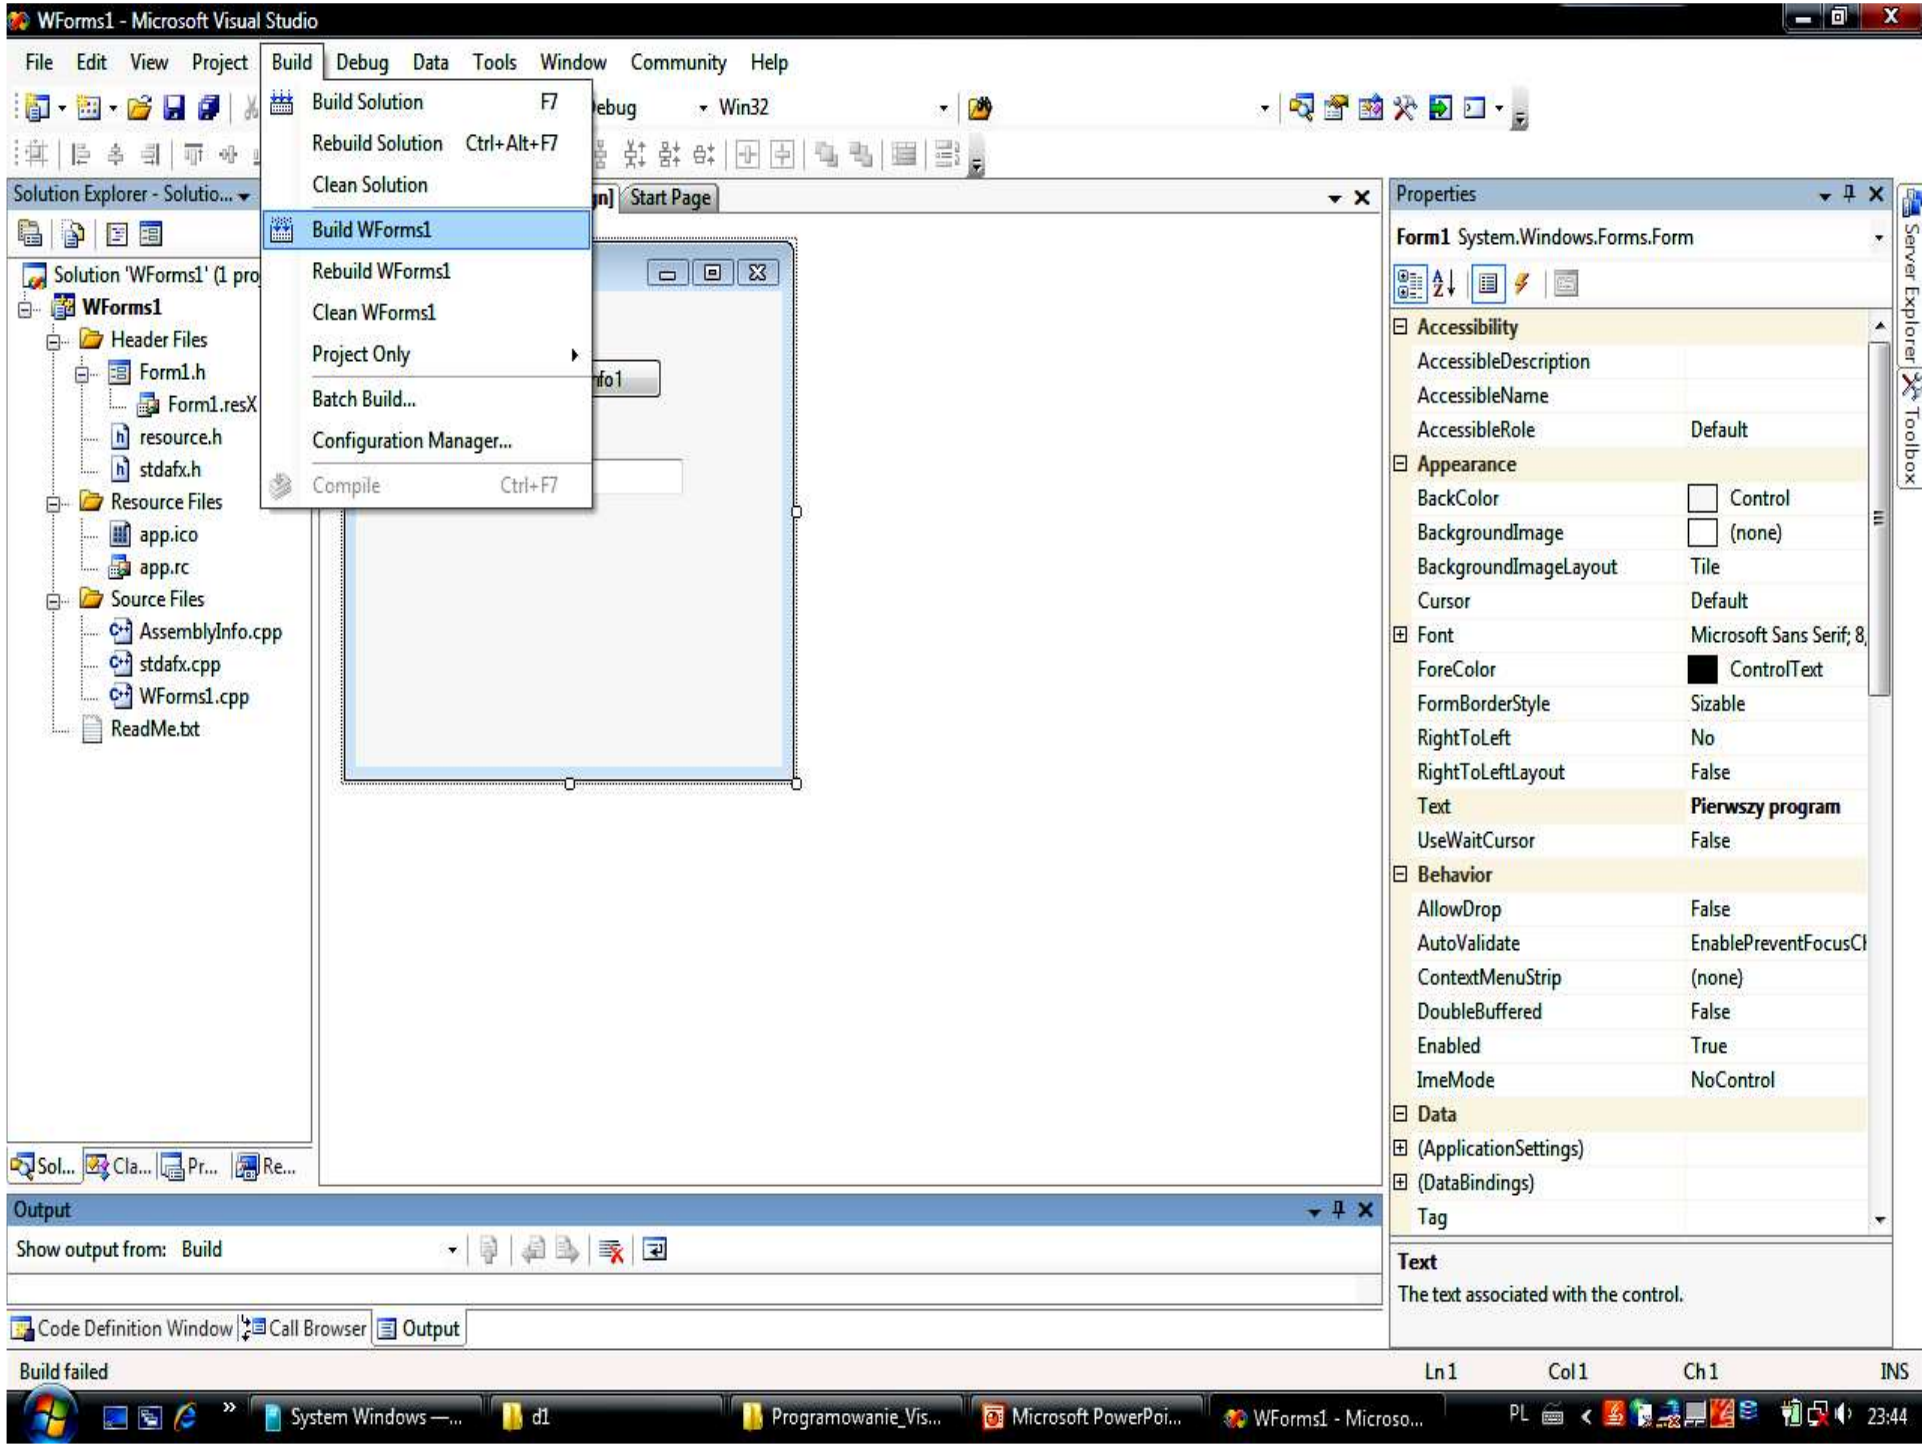 WForms1 - Microsoft Visual Studio
File Edit View Project Build Debug Data Tools Window Community Help
Build Solution F7
Rebuild Solution Ctrl+Alt+F7
Clean Solution
Build WForms1
Rebuild WForms1
Clean WForms1
Project Only
Batch Build...
Configuration Manager...
Compile Ctrl+F7
ebug Win32
Solution Explorer - Solutio...
gn] Start Page
Solution 'WForms1' (1 pro
WForms1
Header Files
Form1.h
Form1.resX
resource.h
stdafx.h
Resource Files
app.ico
app.rc
Source Files
AssemblyInfo.cpp
stdafx.cpp
WForms1.cpp
ReadMe.txt
nfo1
Sol... Cla... Pr... Re...
Properties
Form1 System.Windows.Forms.Form
Accessibility
AccessibleDescription
AccessibleName
AccessibleRole Default
Appearance
BackColor Control
BackgroundImage (none)
BackgroundImageLayout Tile
Cursor Default
Font Microsoft Sans Serif; 8,
ForeColor ControlText
FormBorderStyle Sizable
RightToLeft No
RightToLeftLayout False
Text Pierwszy program
UseWaitCursor False
Behavior
AllowDrop False
AutoValidate EnablePreventFocusCh
ContextMenuStrip (none)
DoubleBuffered False
Enabled True
ImeMode NoControl
Data
(ApplicationSettings)
(DataBindings)
Tag
Text
The text associated with the control.
Server Explorer
Toolbox
Output
Show output from: Build
Code Definition Window Call Browser Output
Build failed Ln 1 Col 1 Ch 1 INS
System Windows —... d1 Programowanie_Vis... Microsoft PowerPoi... WForms1 - Microso... PL 23:44